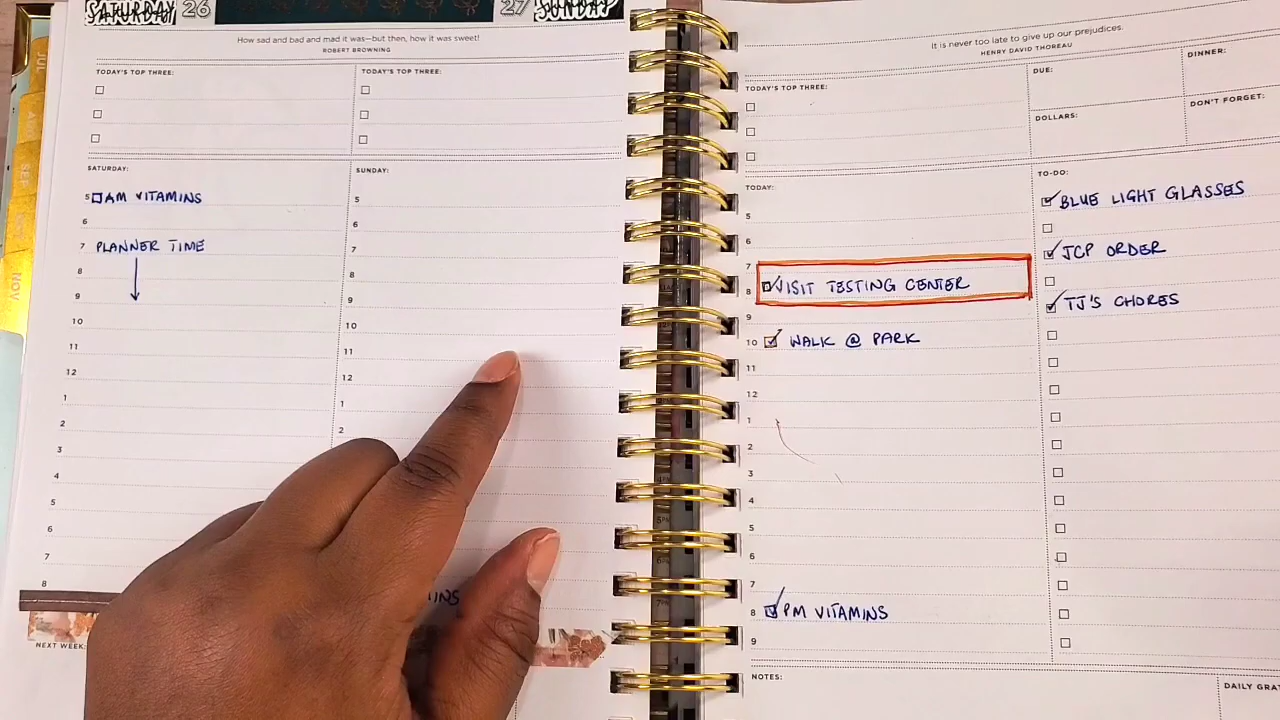 SATURDAY 26
27 SUNDAY
How sad and bad and mad it was—but then, how it was sweet!
ROBERT BROWNING
TODAY'S TOP THREE:
TODAY'S TOP THREE:
SATURDAY:
SUNDAY:
5 AM VITAMINS
6
7 PLANNER TIME
8
9
10
11
12
1
2
3
4
5
6
7
8
5
6
7
8
9
10
11
12
1
2
NEXT WEEK:
JUL
NOV
It is never too late to give up our prejudices.
HENRY DAVID THOREAU
TODAY'S TOP THREE:
DUE:
DINNER:
DOLLARS:
DON'T FORGET:
TODAY:
5
6
7
8 VISIT TESTING CENTER
9
10 WALK @ PARK
11
12
1
2
3
4
5
6
7
8 PM VITAMINS
9
TO-DO:
BLUE LIGHT GLASSES
JCP ORDER
TJ'S CHORES
NOTES:
DAILY GRA